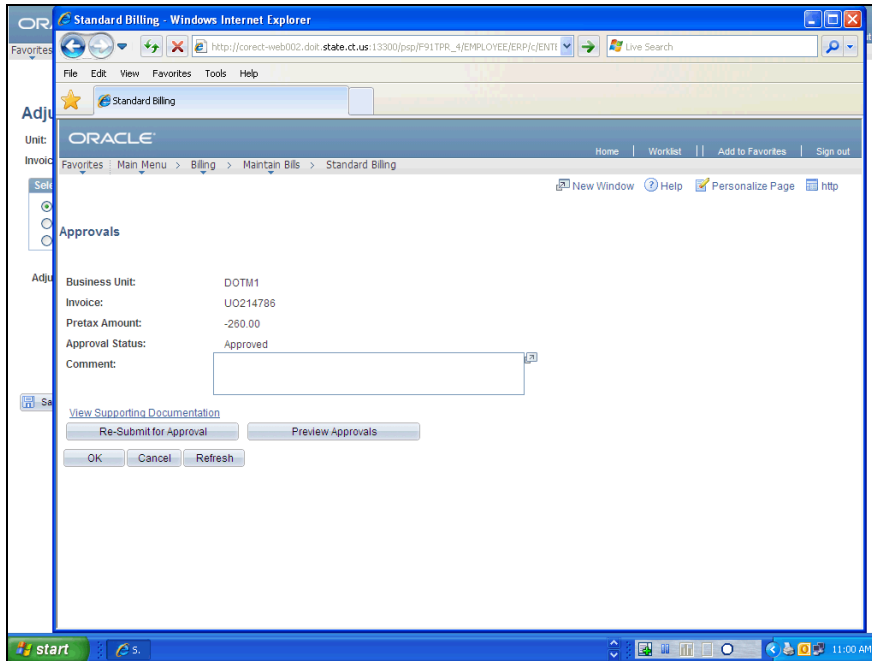 Standard Billing - Windows Internet Explorer
http://corect-web002.doit.state.ct.us:13300/psp/F91TPR_4/EMPLOYEE/ERP/c/ENTI
Live Search
File Edit View Favorites Tools Help
Standard Billing
ORACLE
Home | Worklist || Add to Favorites | Sign out
Favorites | Main Menu > Billing > Maintain Bills > Standard Billing
New Window Help Personalize Page http
Approvals
Business Unit: DOTM1
Invoice: UO214786
Pretax Amount: -260.00
Approval Status: Approved
Comment:
View Supporting Documentation
Re-Submit for Approval Preview Approvals
OK Cancel Refresh
OR
Favorites
Adju
Unit:
Invoic
Sele
Adju
Sa
start
s.
11:00 AM